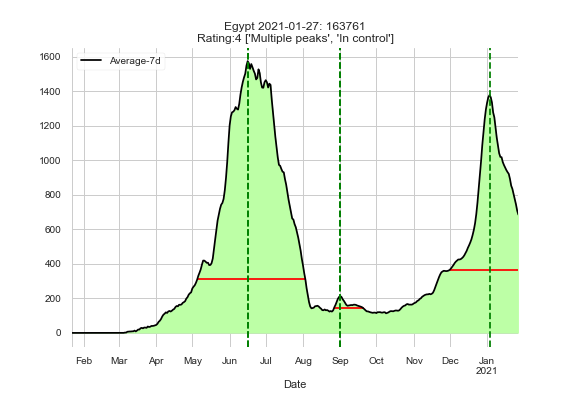 Egypt 2021-01-27: 163761
Rating:4 ['Multiple peaks', 'In control']
Average-7d
1600
1400
1200
1000
800
600
400
200
0
Feb Mar Apr May Jun Jul Aug Sep Oct Nov Dec Jan
2021
Date